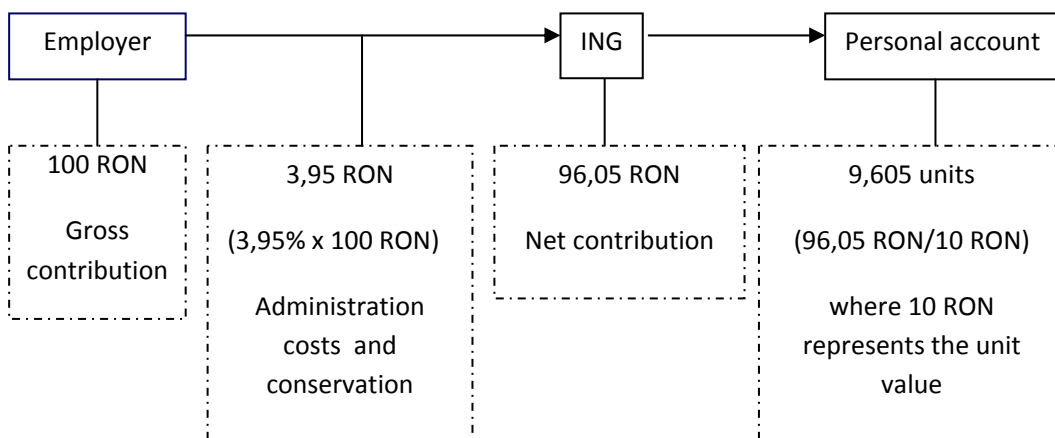 Employer
ING
Personal account
100 RON
Gross
contribution
3,95 RON
(3,95% x 100 RON)
Administration
costs and
conservation
96,05 RON
Net contribution
9,605 units
(96,05 RON/10 RON)
where 10 RON
represents the unit
value